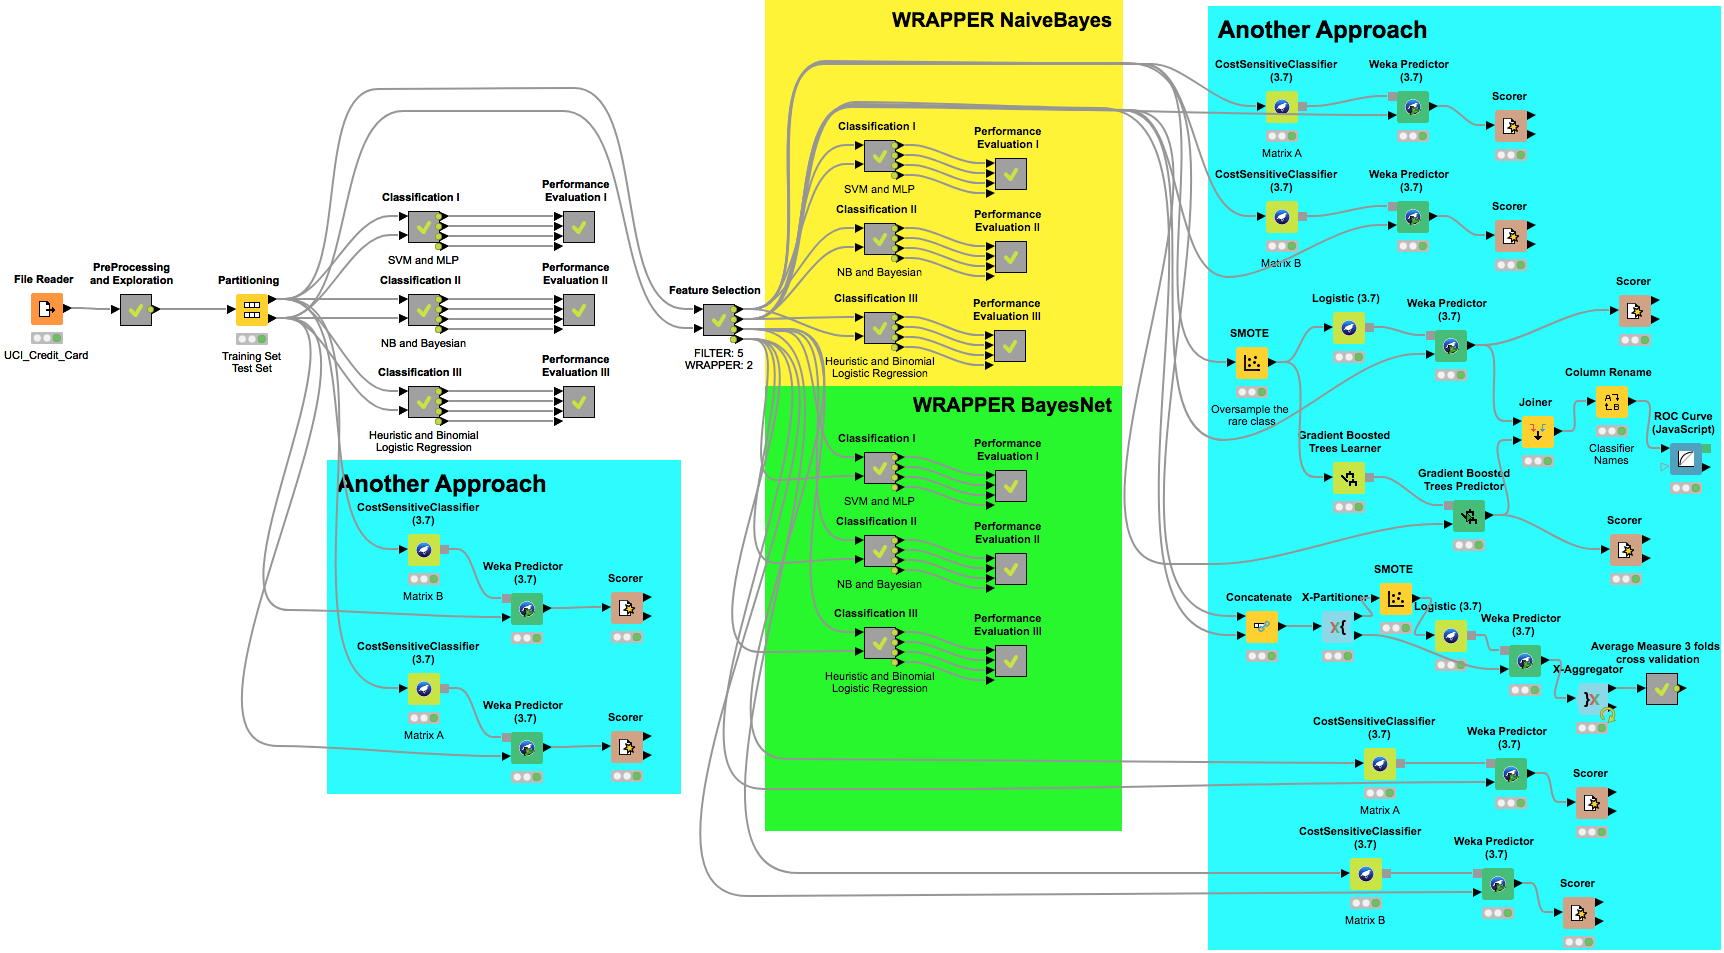 File Reader
UCI_Credit_Card
PreProcessing
and Exploration
Partitioning
Training Set
Test Set
Classification I
SVM and MLP
Performance
Evaluation I
Classification II
NB and Bayesian
Performance
Evaluation II
Classification III
Heuristic and Binomial
Logistic Regression
Performance
Evaluation III
Another Approach
CostSensitiveClassifier
(3.7)
Matrix B
Weka Predictor
(3.7)
Scorer
CostSensitiveClassifier
(3.7)
Matrix A
Weka Predictor
(3.7)
Scorer
Feature Selection
FILTER: 5
WRAPPER: 2
WRAPPER NaiveBayes
Classification I
SVM and MLP
Performance
Evaluation I
Classification II
NB and Bayesian
Performance
Evaluation II
Classification III
Heuristic and Binomial
Logistic Regression
Performance
Evaluation III
WRAPPER BayesNet
Classification I
SVM and MLP
Performance
Evaluation I
Classification II
NB and Bayesian
Performance
Evaluation II
Classification III
Heuristic and Binomial
Logistic Regression
Performance
Evaluation III
Another Approach
CostSensitiveClassifier
(3.7)
Matrix A
Weka Predictor
(3.7)
Scorer
CostSensitiveClassifier
(3.7)
Matrix B
Weka Predictor
(3.7)
Scorer
SMOTE
Oversample the
rare class
Logistic (3.7)
Weka Predictor
(3.7)
Scorer
Gradient Boosted
Trees Learner
Gradient Boosted
Trees Predictor
Joiner
Column Rename
Classifier
Names
ROC Curve
(JavaScript)
Scorer
Concatenate
X-Partitioner
SMOTE
Logistic (3.7)
Weka Predictor
(3.7)
X-Aggregator
Average Measure 3 folds
cross validation
CostSensitiveClassifier
(3.7)
Matrix A
Weka Predictor
(3.7)
Scorer
CostSensitiveClassifier
(3.7)
Matrix B
Weka Predictor
(3.7)
Scorer